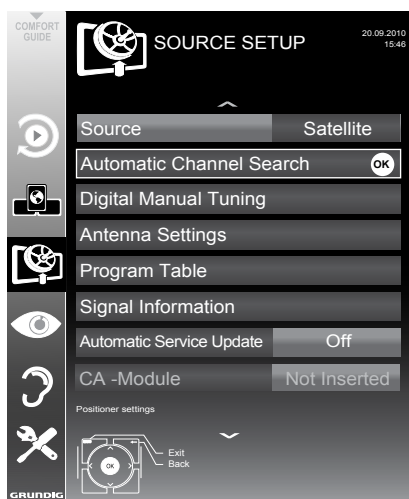 COMFORT
GUIDE
SOURCE SETUP
20.09.2010
15:46
Source Satellite
Automatic Channel Search OK
Digital Manual Tuning
Antenna Settings
Program Table
Signal Information
Automatic Service Update Off
CA -Module Not Inserted
Positioner settings
Exit
Back
OK
GRUNDIG